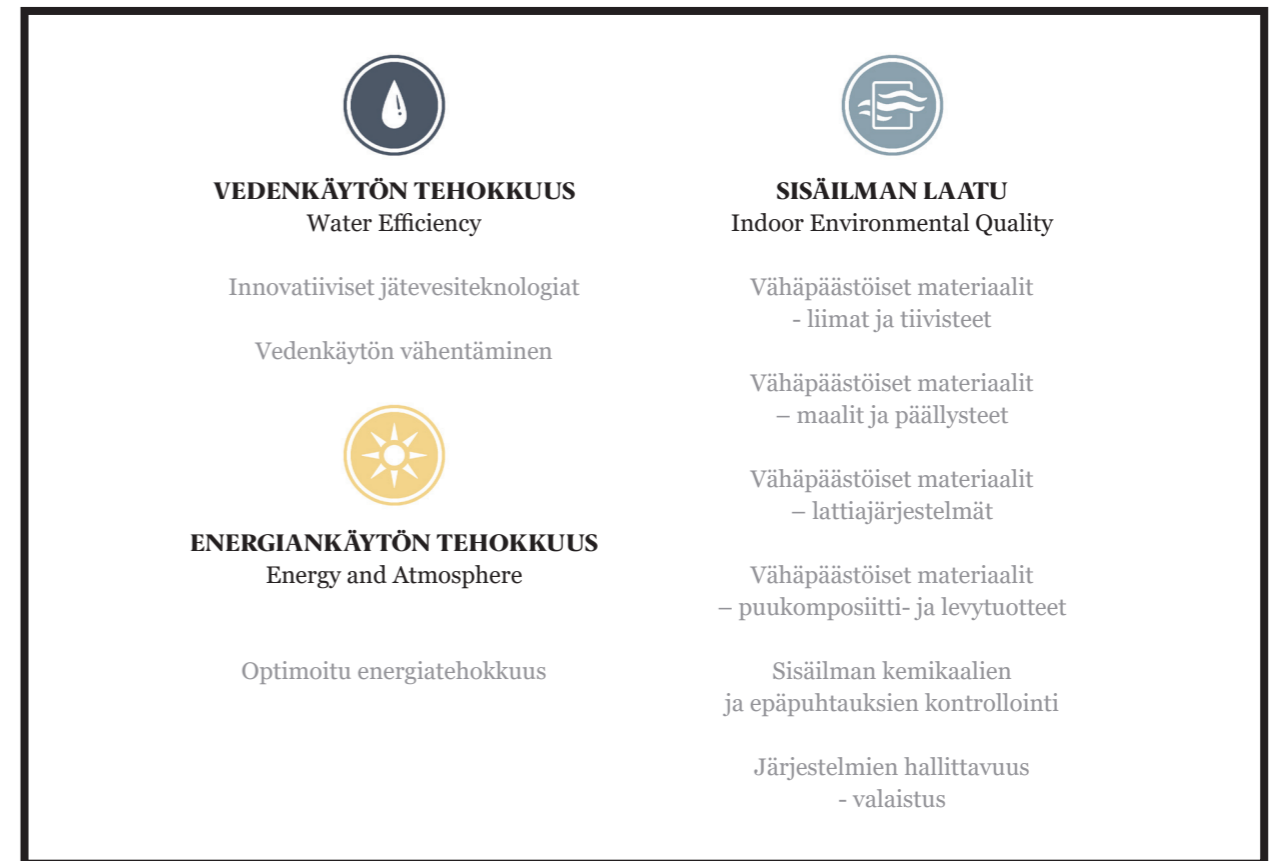 VEDENKÄYTÖN TEHOKKUUS
Water Efficiency
Innovatiiviset jätevesiteknologiat
Vedenkäytön vähentäminen
ENERGIANKÄYTÖN TEHOKKUUS
Energy and Atmosphere
Optimoitu energiatehokkuus
SISÄILMAN LAATU
Indoor Environmental Quality
Vähäpäästöiset materiaalit
- liimat ja tiivisteet
Vähäpäästöiset materiaalit
– maalit ja päällysteet
Vähäpäästöiset materiaalit
– lattiajärjestelmät
Vähäpäästöiset materiaalit
– puukomposiitti- ja levytuotteet
Sisäilman kemikaalien
ja epäpuhtauksien kontrollointi
Järjestelmien hallittavuus
- valaistus